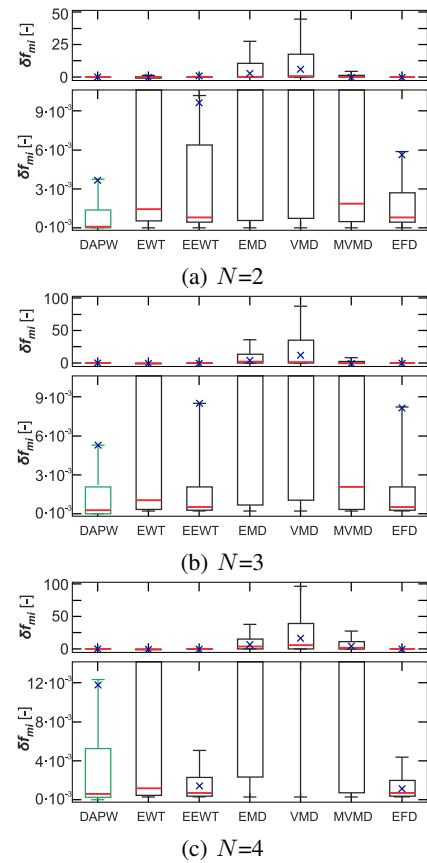 50
25
0
δf_mi [-]
9·10⁻³
6·10⁻³
3·10⁻³
0·10⁻³
δf_mi [-]
DAPW EWT EEWT EMD VMD MVMD EFD
(a) N=2
100
50
25
0
δf_mi [-]
9·10⁻³
6·10⁻³
3·10⁻³
0·10⁻³
δf_mi [-]
DAPW EWT EEWT EMD VMD MVMD EFD
(b) N=3
100
50
25
0
δf_mi [-]
12·10⁻³
8·10⁻³
4·10⁻³
0·10⁻³
δf_mi [-]
DAPW EWT EEWT EMD VMD MVMD EFD
(c) N=4